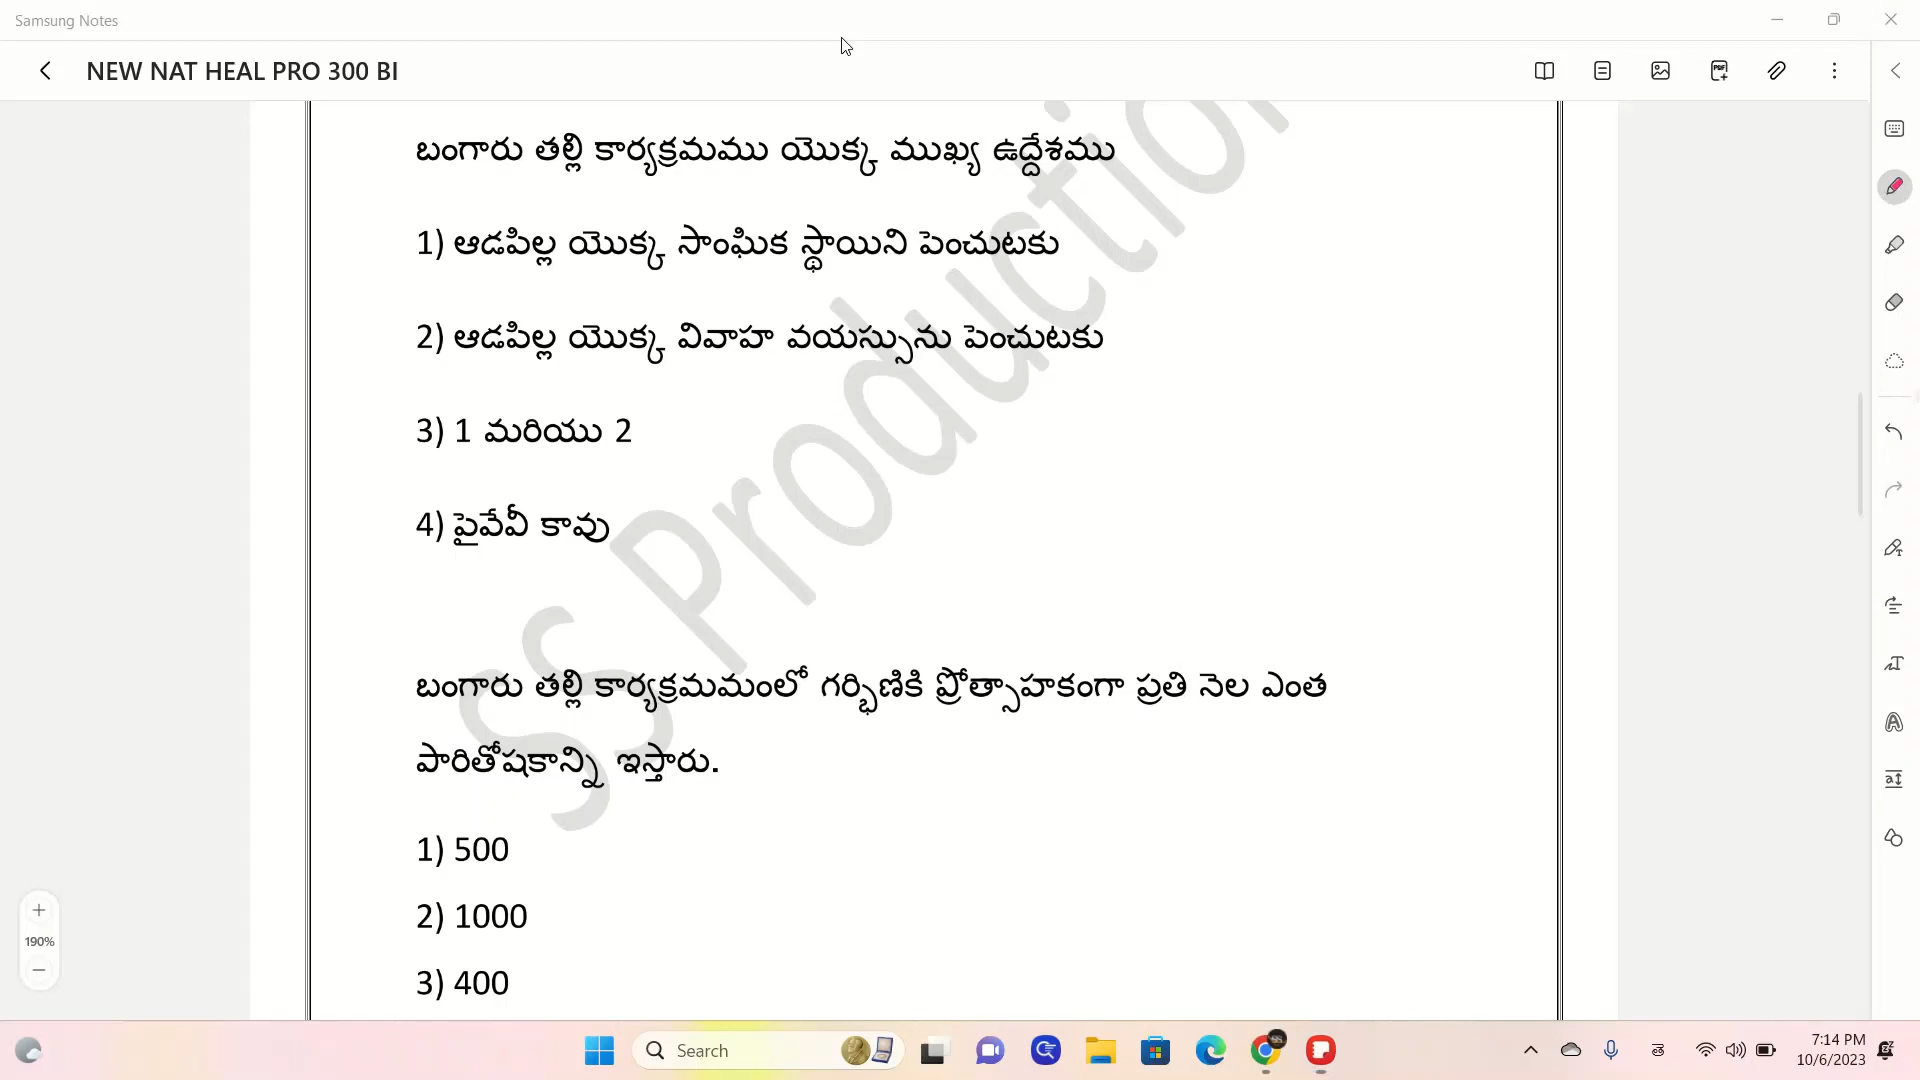 Samsung Notes
NEW NAT HEAL PRO 300 BI
బంగారు తల్లి కార్యక్రమము యొక్క ముఖ్య ఉద్దేశము
1) ఆడపిల్ల యొక్క సాంఘిక స్థాయిని పెంచుటకు
2) ఆడపిల్ల యొక్క వివాహ వయస్సును పెంచుటకు
3) 1 మరియు 2
4) పైవేవీ కావు
బంగారు తల్లి కార్యక్రమమంలో గర్భిణికి ప్రోత్సాహకంగా ప్రతి నెల ఎంత
పారితోషకాన్ని ఇస్తారు.
1) 500
2) 1000
3) 400
SS Production
190%
Search
త
7:14 PM
10/6/2023